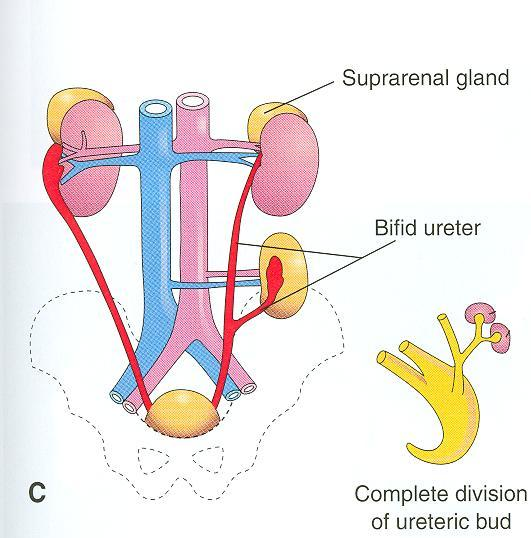 Suprarenal gland
Bifid ureter
C
Complete division
of ureteric bud